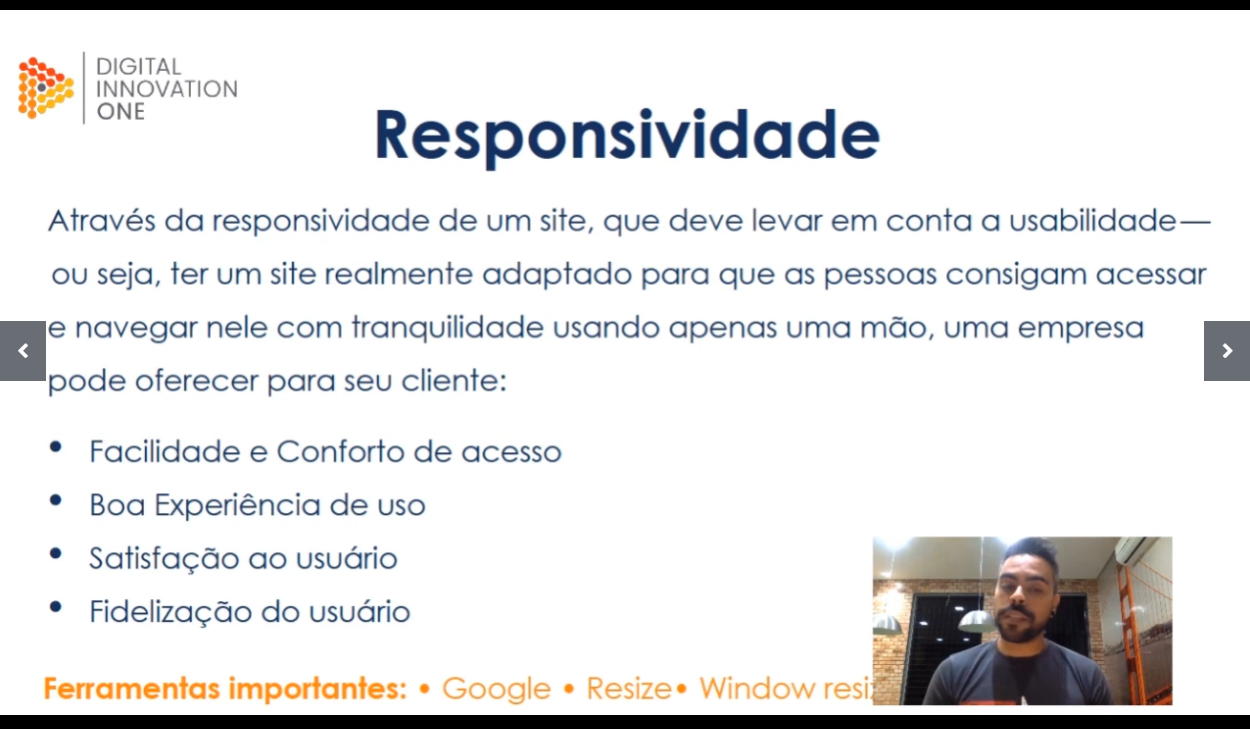 DIGITAL
INNOVATION
ONE
Responsividade
Através da responsividade de um site, que deve levar em conta a usabilidade—
ou seja, ter um site realmente adaptado para que as pessoas consigam acessar
e navegar nele com tranquilidade usando apenas uma mão, uma empresa
pode oferecer para seu cliente:
• Facilidade e Conforto de acesso
• Boa Experiência de uso
• Satisfação ao usuário
• Fidelização do usuário
Ferramentas importantes: • Google • Resize• Window